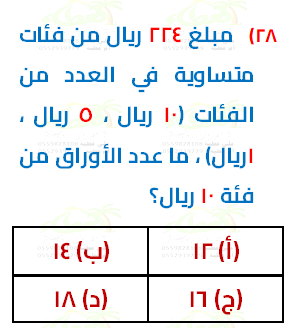 ٢٨) مبلغ ٢٢٤ ريال من فئات
متساوية في العدد من
الفئات (١٠ ريال ، ٥ ريال ،
١ريال) ، ما عدد الأوراق من
فئة ١٠ ريال؟
(أ) ١٢ (ب) ١٤
(ج) ١٦ (د) ١٨